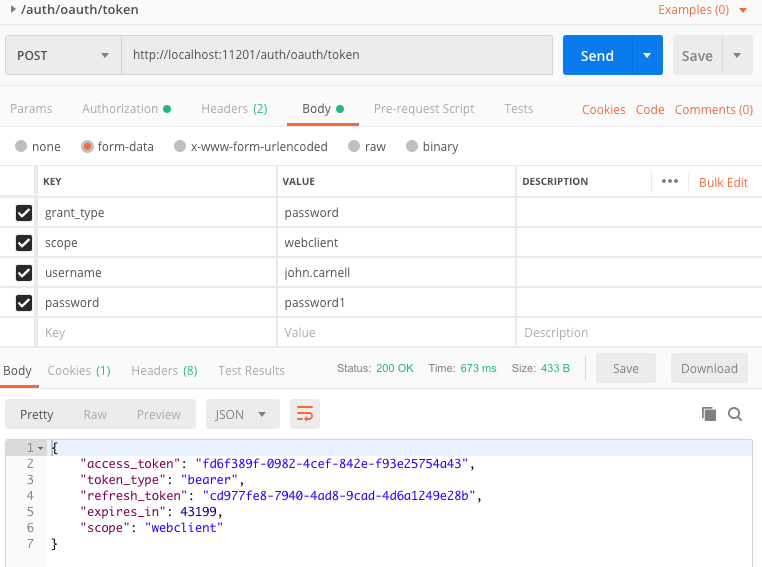 /auth/oauth/token Examples (0)
POST http://localhost:11201/auth/oauth/token Send Save
Params Authorization Headers (2) Body Pre-request Script Tests Cookies Code Comments (0)
none form-data x-www-form-urlencoded raw binary
KEY VALUE DESCRIPTION ••• Bulk Edit
grant_type password
scope webclient
username john.carnell
password password1
Key Value Description
Body Cookies (1) Headers (8) Test Results Status: 200 OK Time: 673 ms Size: 433 B Save Download
Pretty Raw Preview JSON
1 {
2 "access_token": "fd6f389f-0982-4cef-842e-f93e25754a43",
3 "token_type": "bearer",
4 "refresh_token": "cd977fe8-7940-4ad8-9cad-4d6a1249e28b",
5 "expires_in": 43199,
6 "scope": "webclient"
7 }